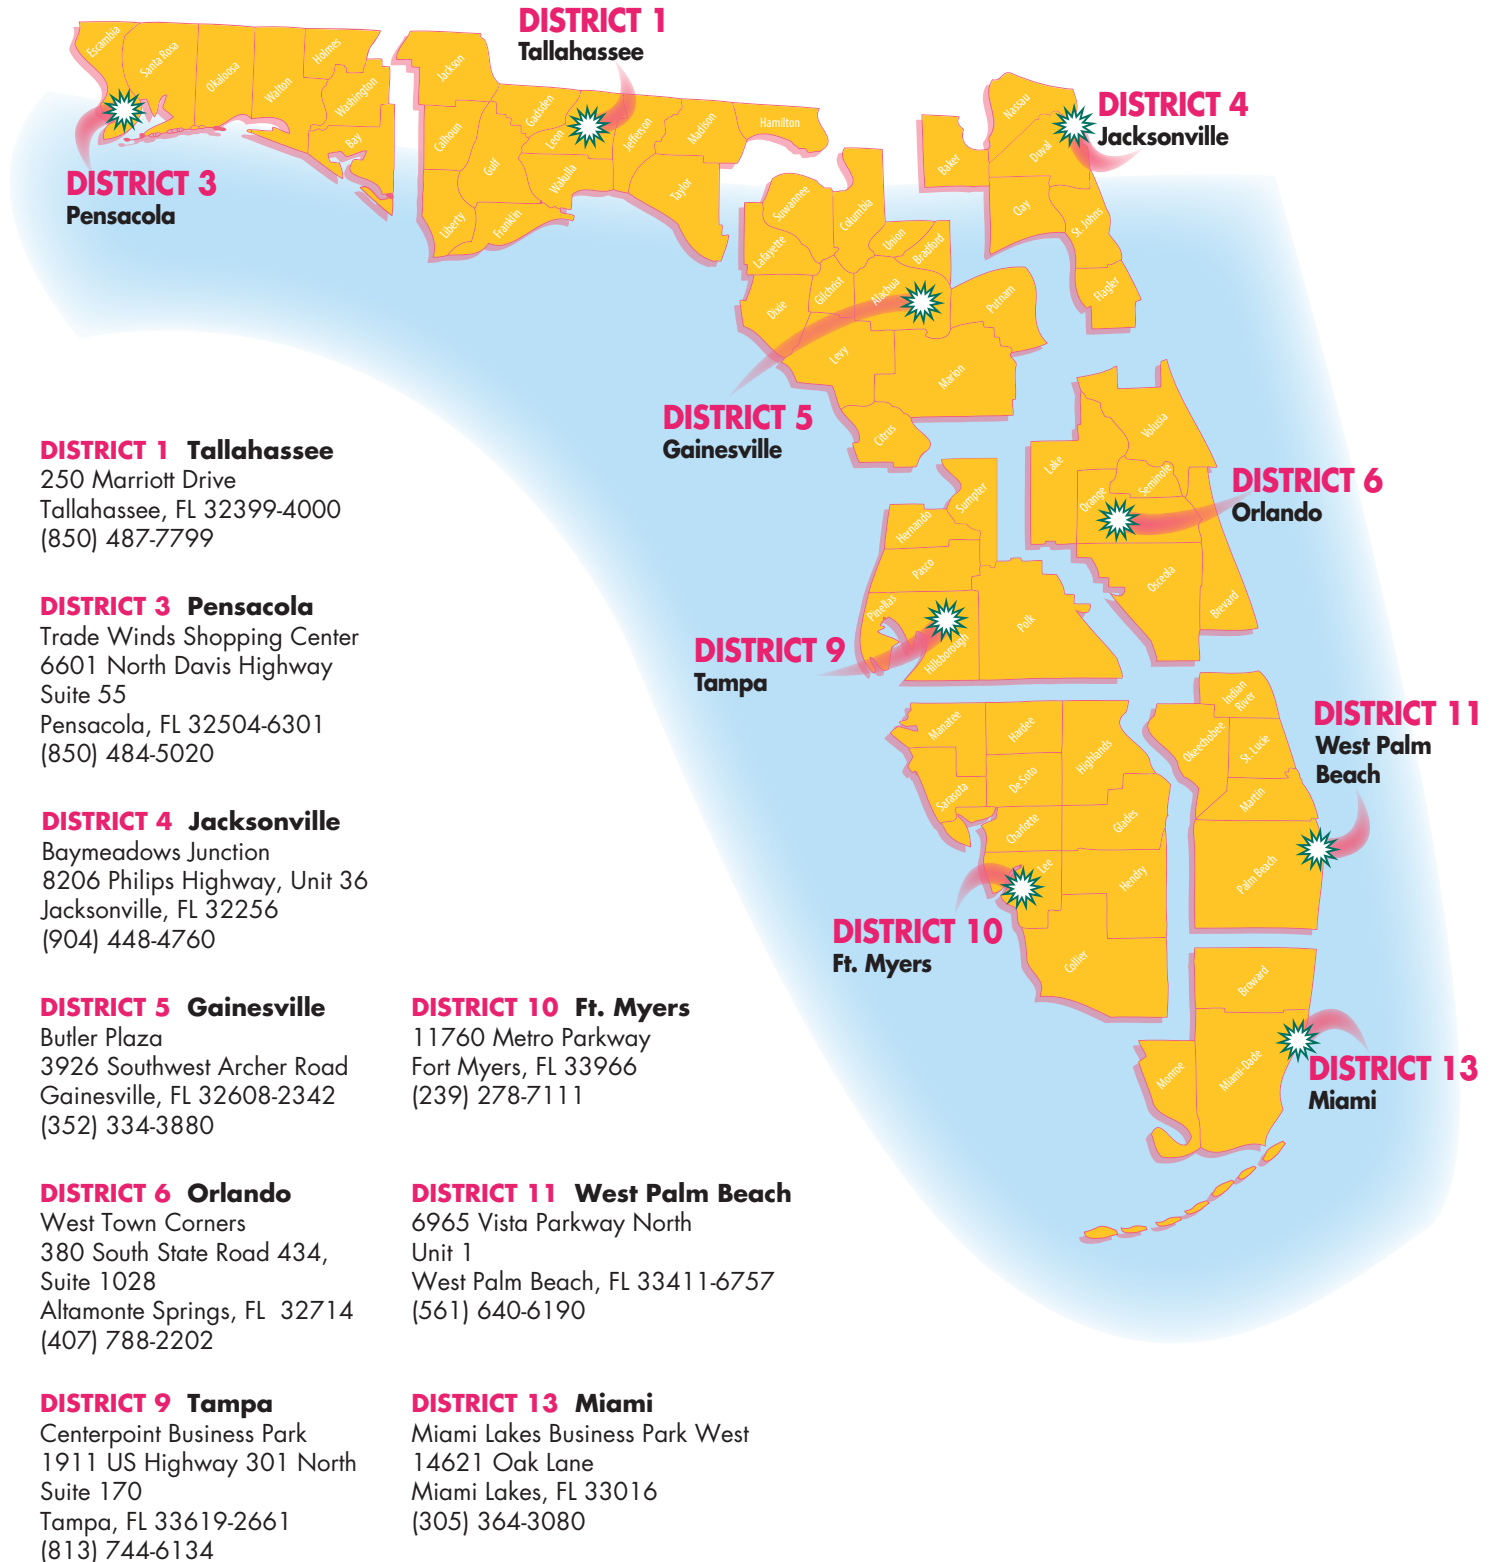 DISTRICT 1
Tallahassee
Escambia
Santa Rosa
Okaloosa
Walton
Holmes
Washington
Bay
Jackson
Calhoun
Gulf
Liberty
Franklin
Gadsden
Leon
Wakulla
Jefferson
Madison
Taylor
Hamilton
DISTRICT 3
Pensacola
Baker
Nassau
Duval
Clay
St. Johns
Flagler
DISTRICT 4
Jacksonville
Suwannee
Lafayette
Columbia
Union
Bradford
Dixie
Gilchrist
Alachua
Putnam
Levy
Marion
Citrus
DISTRICT 5
Gainesville
Lake
Volusia
Orange
Seminole
Osceola
Brevard
DISTRICT 6
Orlando
Sumpter
Hernando
Pasco
Pinellas
Hillsborough
Polk
DISTRICT 9
Tampa
Manatee
Hardee
Highlands
Sarasota
De Soto
Charlotte
Glades
Lee
Hendry
Collier
DISTRICT 10
Ft. Myers
Indian
River
Okeechobee
St. Lucie
Martin
Palm Beach
DISTRICT 11
West Palm
Beach
Broward
Monroe
Miami-Dade
DISTRICT 13
Miami
DISTRICT 1 Tallahassee
250 Marriott Drive
Tallahassee, FL 32399-4000
(850) 487-7799
DISTRICT 3 Pensacola
Trade Winds Shopping Center
6601 North Davis Highway
Suite 55
Pensacola, FL 32504-6301
(850) 484-5020
DISTRICT 4 Jacksonville
Baymeadows Junction
8206 Philips Highway, Unit 36
Jacksonville, FL 32256
(904) 448-4760
DISTRICT 5 Gainesville
Butler Plaza
3926 Southwest Archer Road
Gainesville, FL 32608-2342
(352) 334-3880
DISTRICT 6 Orlando
West Town Corners
380 South State Road 434,
Suite 1028
Altamonte Springs, FL 32714
(407) 788-2202
DISTRICT 9 Tampa
Centerpoint Business Park
1911 US Highway 301 North
Suite 170
Tampa, FL 33619-2661
(813) 744-6134
DISTRICT 10 Ft. Myers
11760 Metro Parkway
Fort Myers, FL 33966
(239) 278-7111
DISTRICT 11 West Palm Beach
6965 Vista Parkway North
Unit 1
West Palm Beach, FL 33411-6757
(561) 640-6190
DISTRICT 13 Miami
Miami Lakes Business Park West
14621 Oak Lane
Miami Lakes, FL 33016
(305) 364-3080